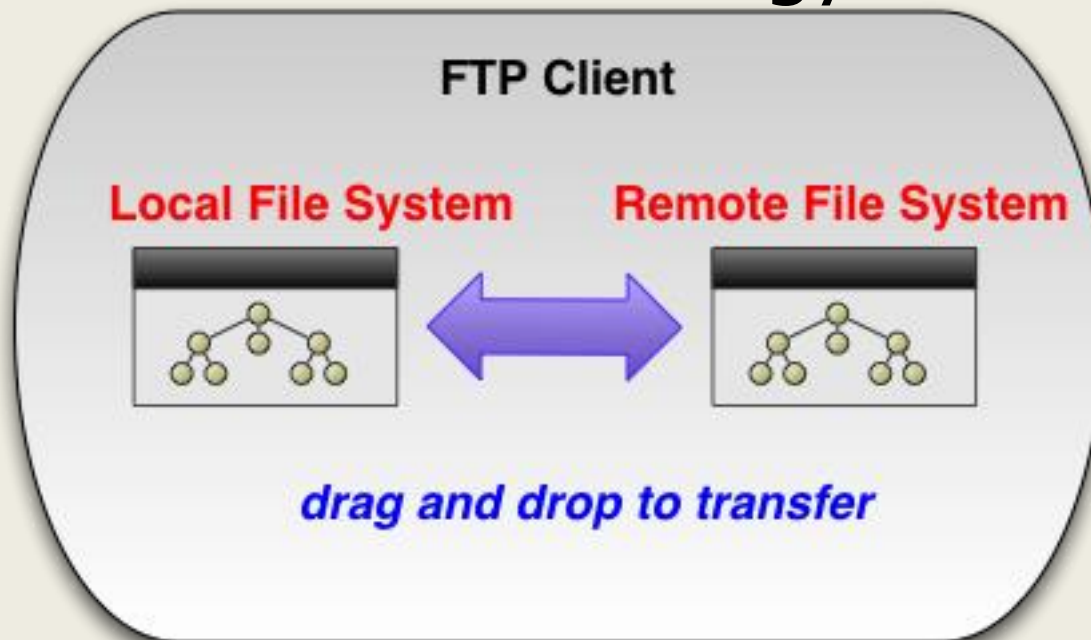 FTP Client
Local File System Remote File System
drag and drop to transfer